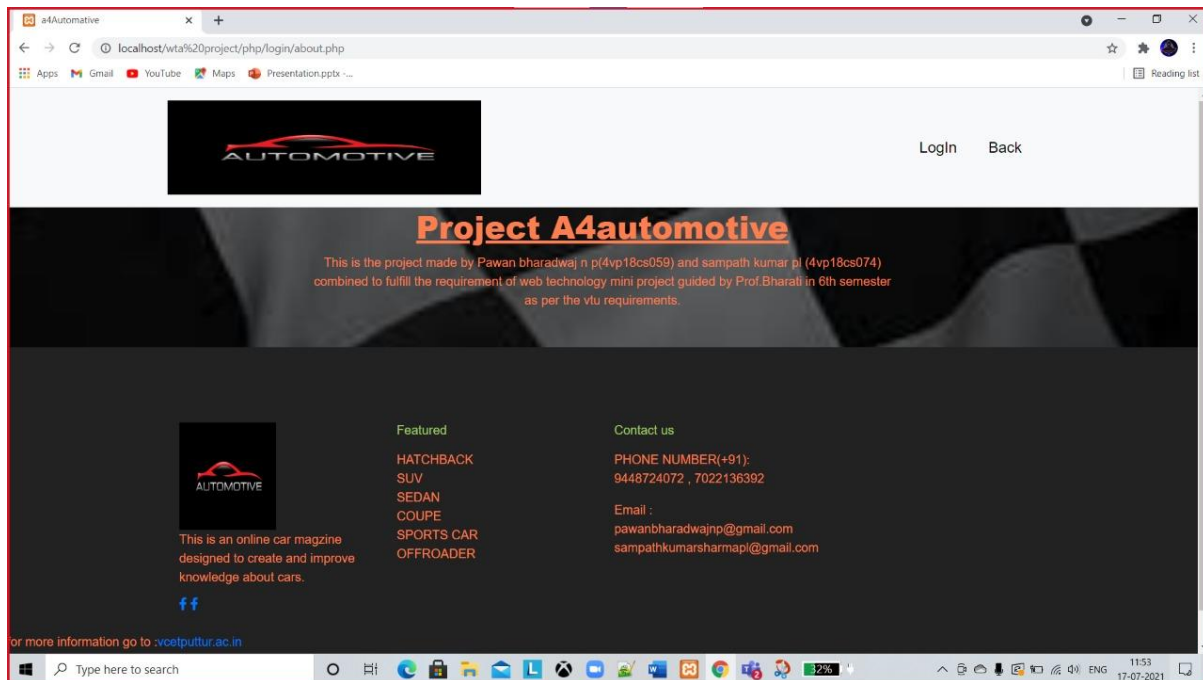 a4Automative
localhost/wta%20project/php/login/about.php
Apps Gmail YouTube Maps Presentation.pptx -... Reading list
AUTOMOTIVE
LogIn Back
Project A4automotive
This is the project made by Pawan bharadwaj n p(4vp18cs059) and sampath kumar pl (4vp18cs074)
combined to fulfill the requirement of web technology mini project guided by Prof.Bharati in 6th semester
as per the vtu requirements.
AUTOMOTIVE
This is an online car magzine
designed to create and improve
knowledge about cars.
Featured
HATCHBACK
SUV
SEDAN
COUPE
SPORTS CAR
OFFROADER
Contact us
PHONE NUMBER(+91):
9448724072 , 7022136392
Email :
pawanbharadwajnp@gmail.com
sampathkumarsharmapl@gmail.com
for more information go to :vcetputtur.ac.in
Type here to search
32%
ENG
11:53
17-07-2021